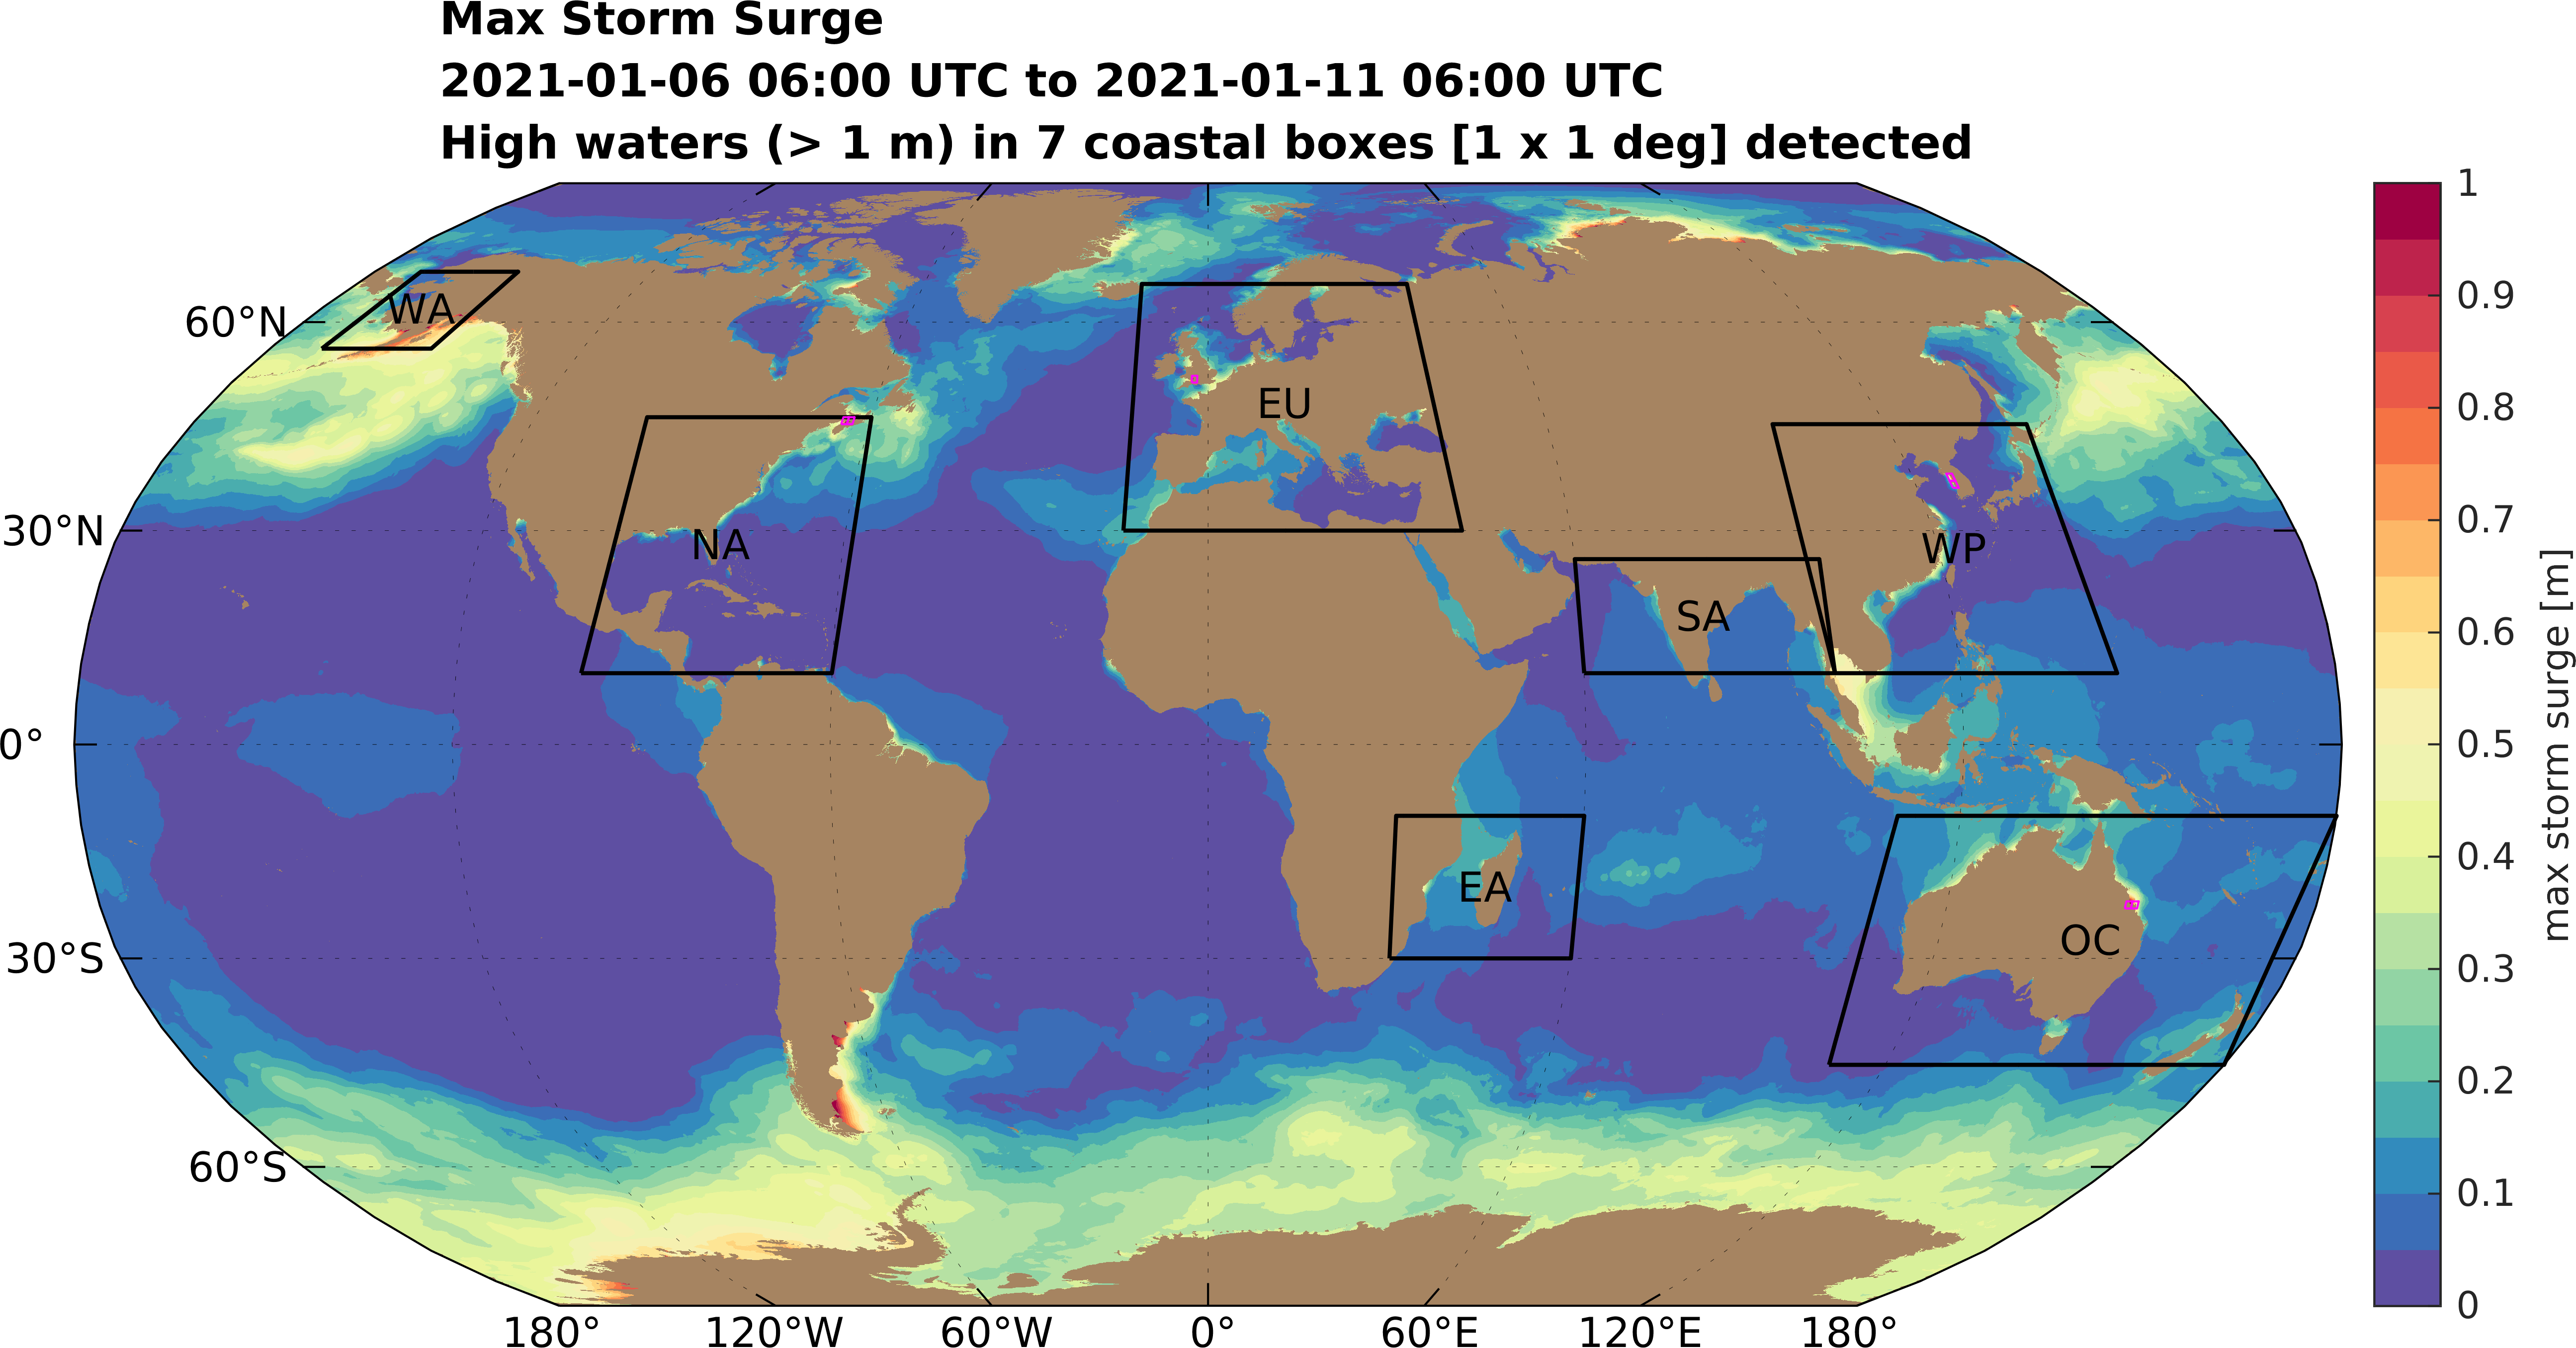 Max Storm Surge
2021-01-06 06:00 UTC to 2021-01-11 06:00 UTC
High waters (> 1 m) in 7 coastal boxes [1 x 1 deg] detected
60°N
30°N
0°
30°S
60°S
WA
NA
EU
SA
WP
EA
OC
180°
120°W
60°W
0°
60°E
120°E
180°
1
0.9
0.8
0.7
0.6
0.5
0.4
0.3
0.2
0.1
0
max storm surge [m]